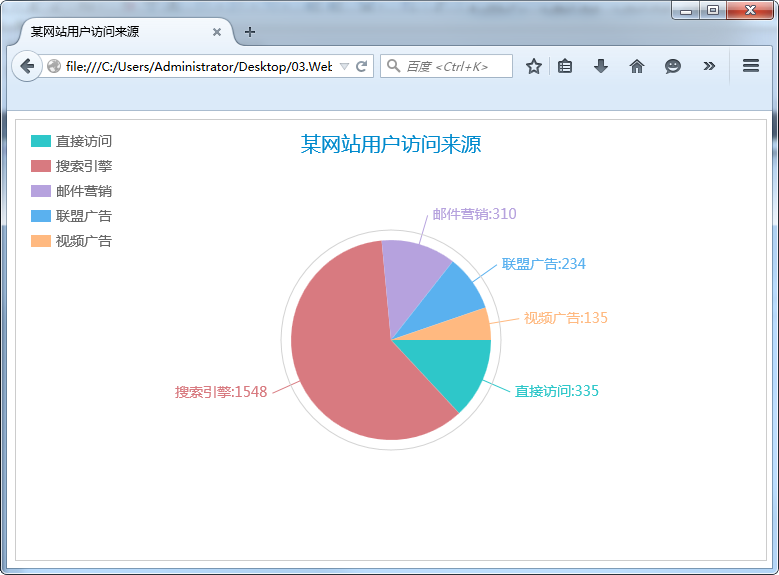 某网站用户访问来源
file:///C:/Users/Administrator/Desktop/03.Web
百度 <Ctrl+K>
某网站用户访问来源
直接访问
搜索引擎
邮件营销
联盟广告
视频广告
邮件营销:310
联盟广告:234
视频广告:135
直接访问:335
搜索引擎:1548